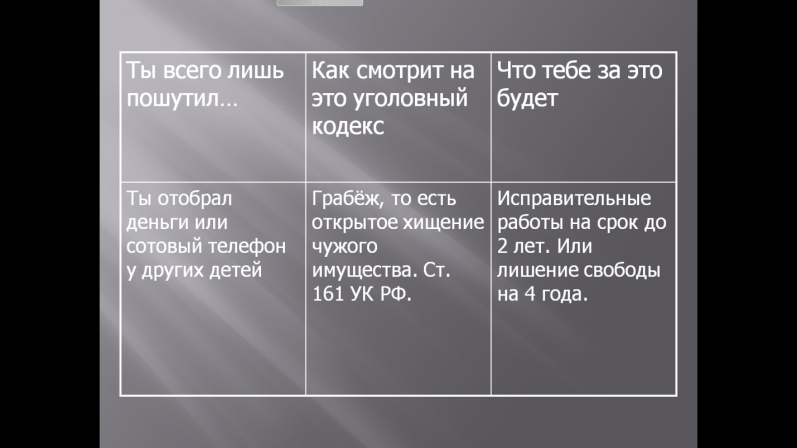 Ты всего лишь
пошутил…
Как смотрит на
это уголовный
кодекс
Что тебе за это
будет
Ты отобрал
деньги или
сотовый телефон
у других детей
Грабёж, то есть
открытое хищение
чужого
имущества. Ст.
161 УК РФ.
Исправительные
работы на срок до
2 лет. Или
лишение свободы
на 4 года.